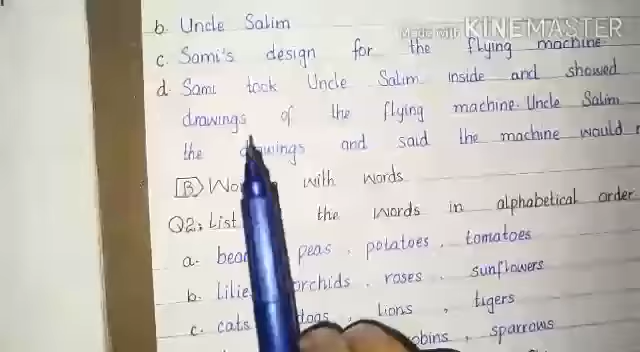 b. Uncle Salim
Made with KINEMASTER
c. Sami's design for the flying machine.
d. Sami took Uncle Salim inside and showed
drawings of the flying machine. Uncle Salim
the drawings and said the machine would
B with words
Q2: List the words in alphabetical order
a. peas, potatoes, tomatoes
b. lilies, orchids, roses, sunflowers
c. cats, dogs, lions, tigers
sparrows